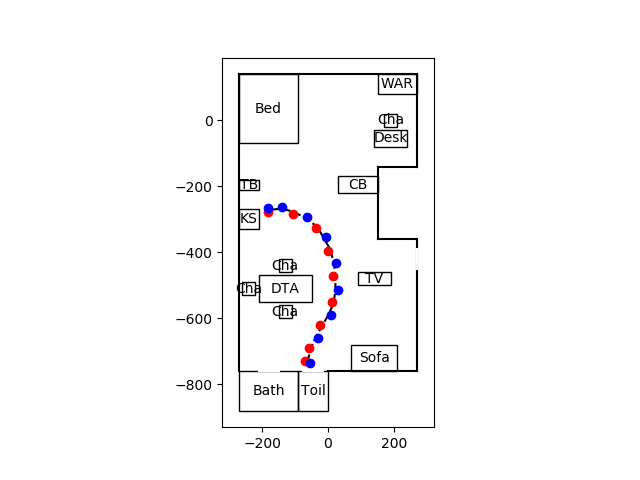 WAR
Bed
0
Cha
Desk
TB
CB
−200
KS
−400
Cha
TV
Cha
DTA
Cha
−600
Sofa
−800
Bath
Toil
−200
0
200